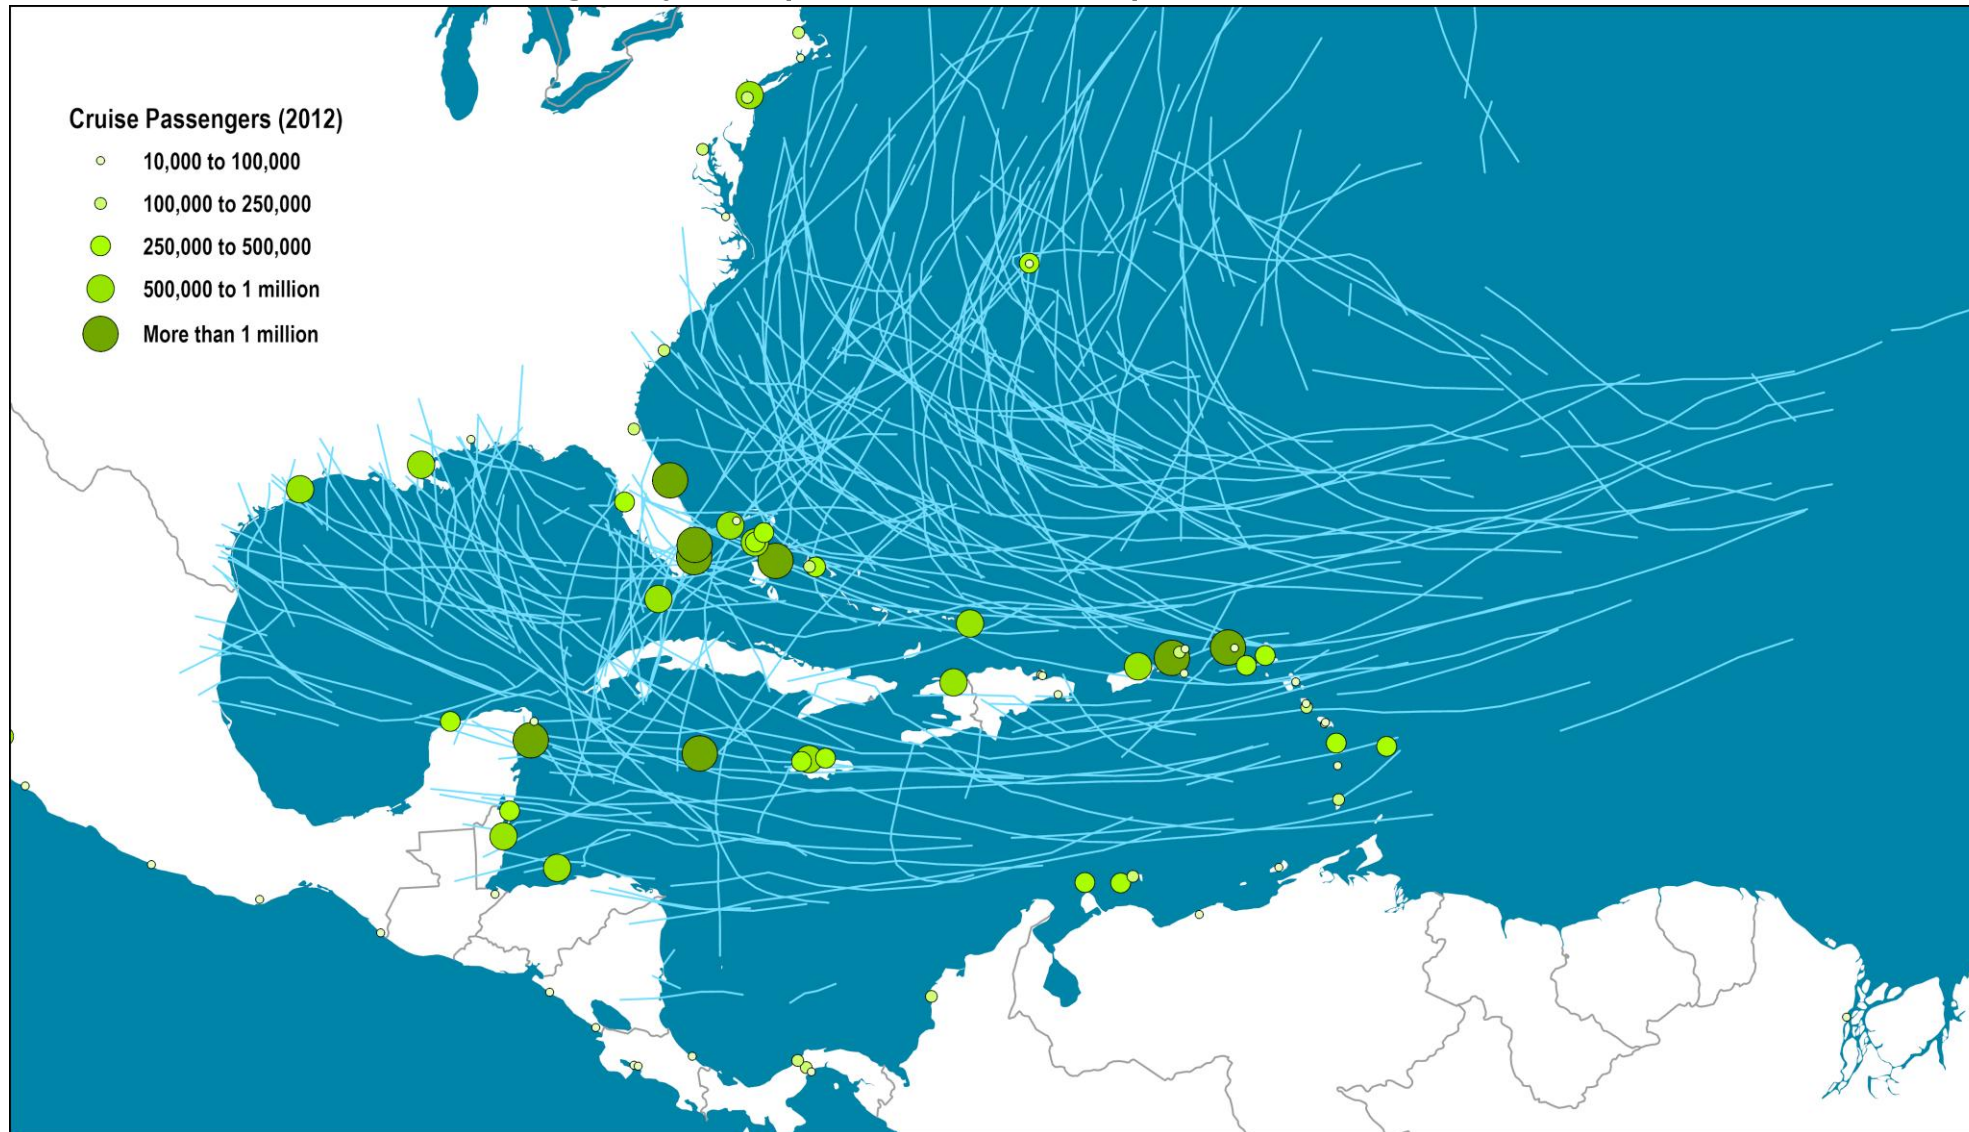 Cruise Passengers (2012)
10,000 to 100,000
100,000 to 250,000
250,000 to 500,000
500,000 to 1 million
More than 1 million